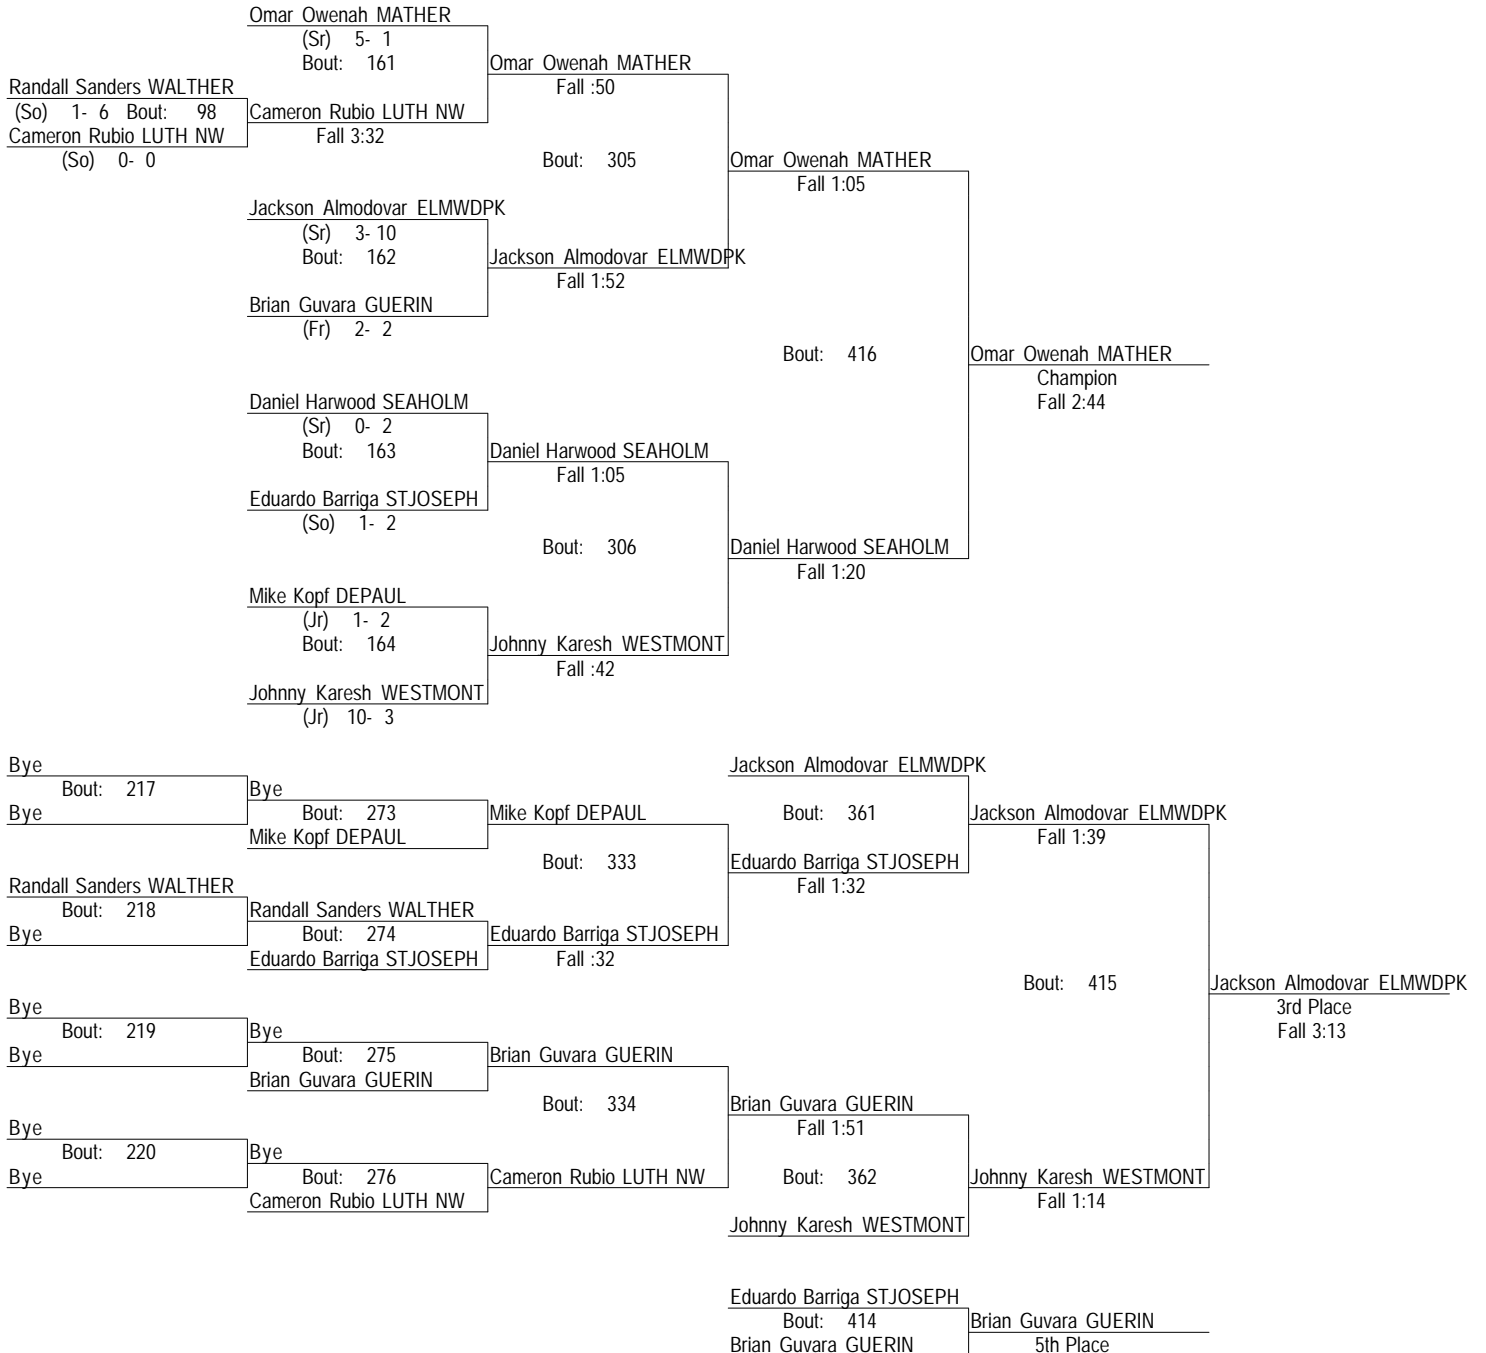 Omar Owenah MATHER
(Sr) 5- 1
Bout: 161
Omar Owenah MATHER
Fall :50
Randall Sanders WALTHER
(So) 1- 6 Bout: 98
Cameron Rubio LUTH NW
Cameron Rubio LUTH NW
Fall 3:32
(So) 0- 0
Bout: 305
Omar Owenah MATHER
Fall 1:05
Jackson Almodovar ELMWDPK
(Sr) 3- 10
Bout: 162
Jackson Almodovar ELMWDPK
Fall 1:52
Brian Guvara GUERIN
(Fr) 2- 2
Bout: 416
Omar Owenah MATHER
Champion
Fall 2:44
Daniel Harwood SEAHOLM
(Sr) 0- 2
Bout: 163
Daniel Harwood SEAHOLM
Fall 1:05
Eduardo Barriga STJOSEPH
(So) 1- 2
Bout: 306
Daniel Harwood SEAHOLM
Fall 1:20
Mike Kopf DEPAUL
(Jr) 1- 2
Bout: 164
Johnny Karesh WESTMONT
Fall :42
Johnny Karesh WESTMONT
(Jr) 10- 3
Bye
Bout: 217
Bye
Bye
Bout: 273
Mike Kopf DEPAUL
Mike Kopf DEPAUL
Bout: 333
Jackson Almodovar ELMWDPK
Bout: 361
Jackson Almodovar ELMWDPK
Fall 1:39
Eduardo Barriga STJOSEPH
Fall 1:32
Randall Sanders WALTHER
Bout: 218
Bye
Randall Sanders WALTHER
Bout: 274
Eduardo Barriga STJOSEPH
Eduardo Barriga STJOSEPH
Fall :32
Bout: 415
Jackson Almodovar ELMWDPK
3rd Place
Fall 3:13
Bye
Bout: 219
Bye
Bye
Bout: 275
Brian Guvara GUERIN
Brian Guvara GUERIN
Bout: 334
Brian Guvara GUERIN
Fall 1:51
Bye
Bout: 220
Bye
Bye
Bout: 276
Cameron Rubio LUTH NW
Cameron Rubio LUTH NW
Bout: 362
Johnny Karesh WESTMONT
Fall 1:14
Johnny Karesh WESTMONT
Eduardo Barriga STJOSEPH
Bout: 414
Brian Guvara GUERIN
Brian Guvara GUERIN
5th Place